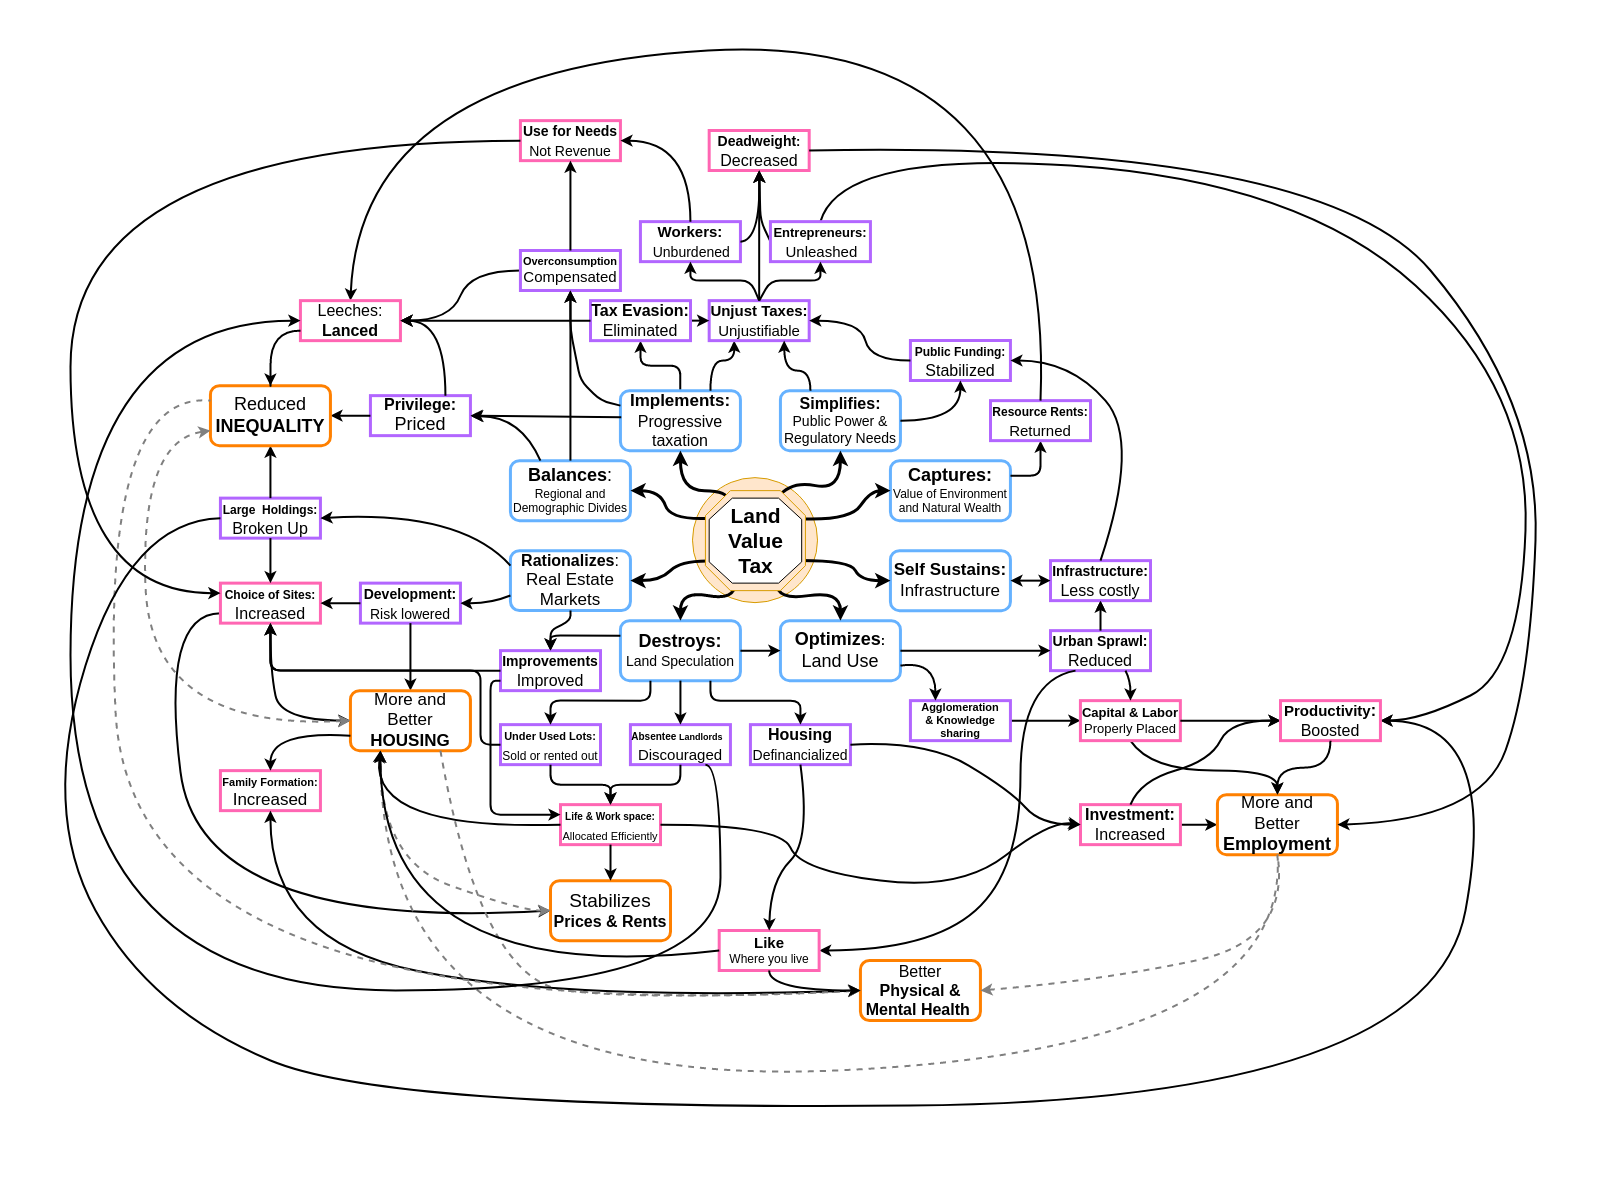 Use for Needs
Not Revenue
Deadweight:
Decreased
Workers:
Unburdened
Entrepreneurs:
Unleashed
Overconsumption
Compensated
Leeches:
Lanced
Tax Evasion:
Eliminated
Unjust Taxes:
Unjustifiable
Public Funding:
Stabilized
Reduced
INEQUALITY
Privilege:
Priced
Implements:
Progressive
taxation
Simplifies:
Public Power &
Regulatory Needs
Resource Rents:
Returned
Balances:
Regional and
Demographic Divides
Captures:
Value of Environment
and Natural Wealth
Large Holdings:
Broken Up
Land
Value
Tax
Rationalizes:
Real Estate
Markets
Self Sustains:
Infrastructure
Infrastructure:
Less costly
Choice of Sites:
Increased
Development:
Risk lowered
Destroys:
Land Speculation
Optimizes:
Land Use
Urban Sprawl:
Reduced
Improvements
Improved
More and
Better
HOUSING
Agglomeration
& Knowledge
sharing
Capital & Labor
Properly Placed
Productivity:
Boosted
Under Used Lots:
Sold or rented out
Absentee Landlords
Discouraged
Housing
Definancialized
Family Formation:
Increased
Life & Work space:
Allocated Efficiently
Investment:
Increased
More and
Better
Employment
Stabilizes
Prices & Rents
Like
Where you live
Better
Physical &
Mental Health